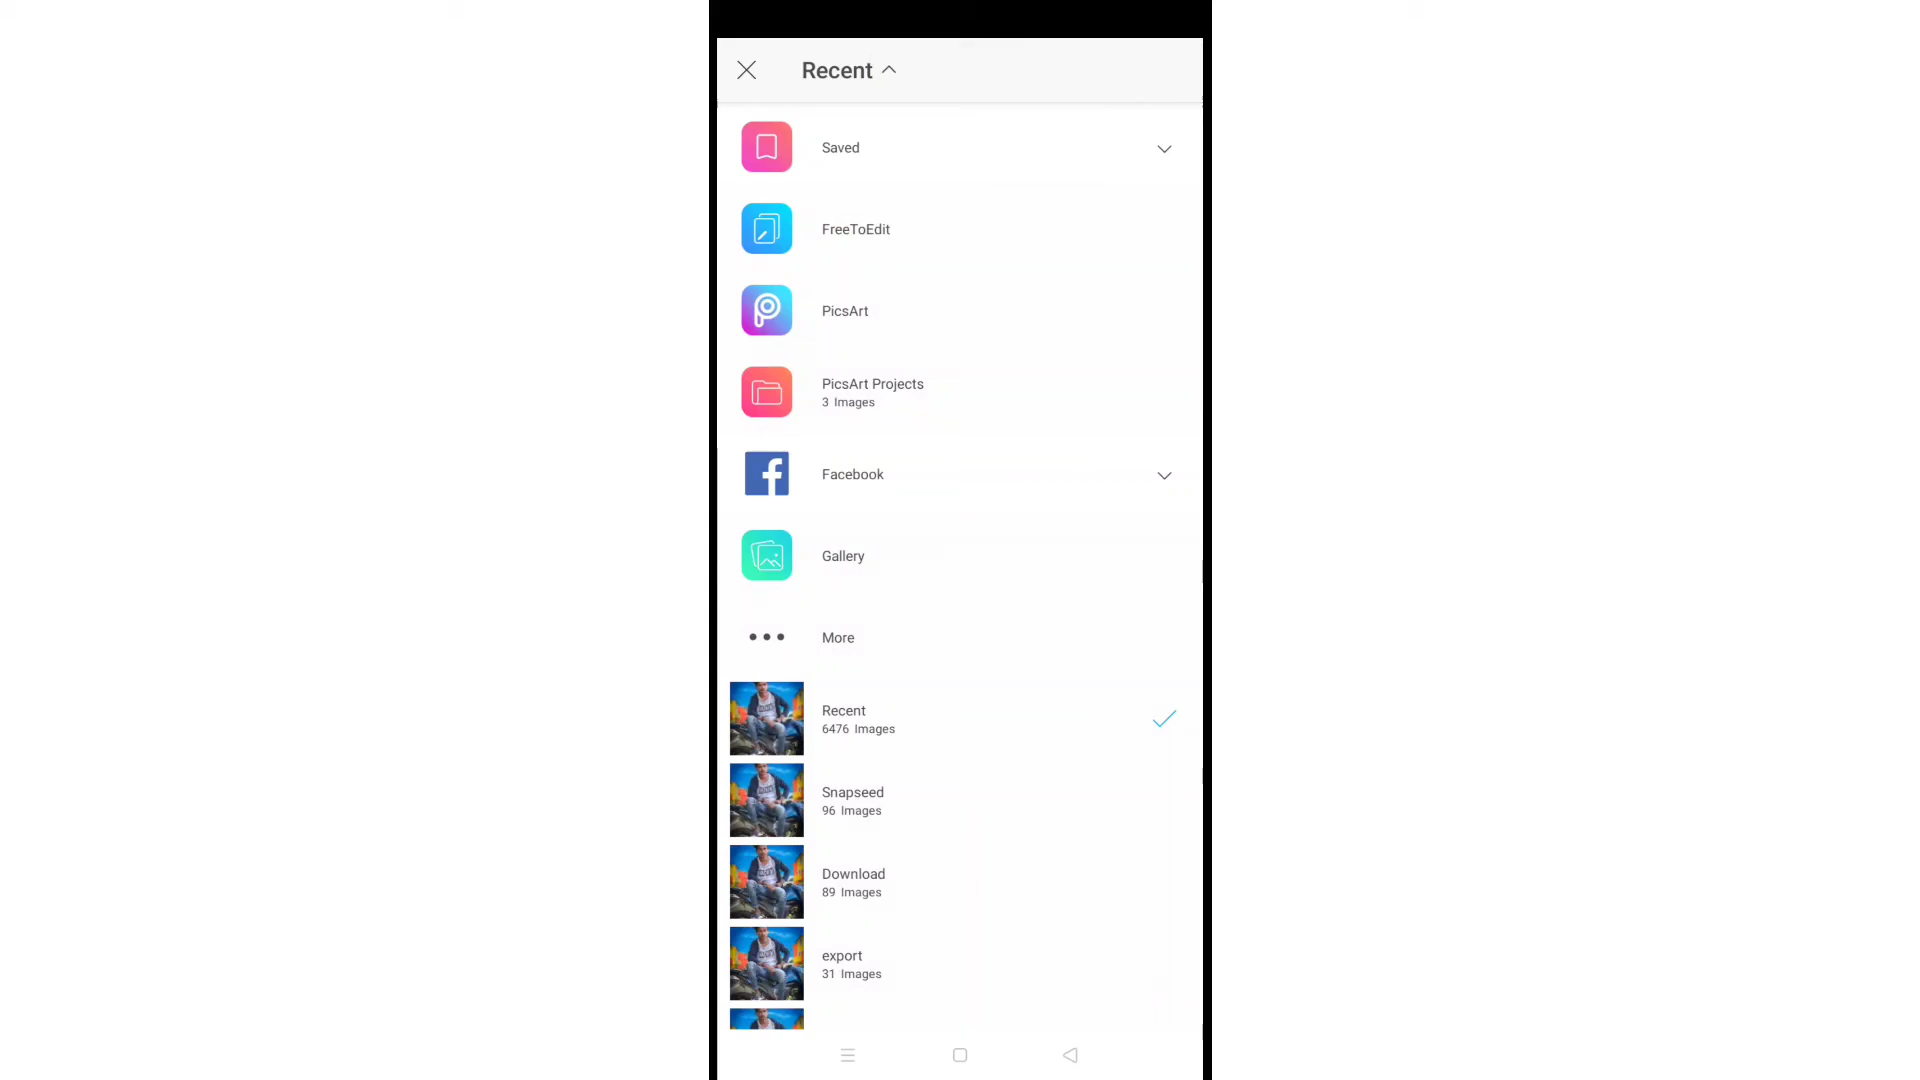 Recent
Saved
FreeToEdit
PicsArt
PicsArt Projects
3 Images
Facebook
Gallery
More
Recent
6476 Images
Snapseed
96 Images
Download
89 Images
export
31 Images